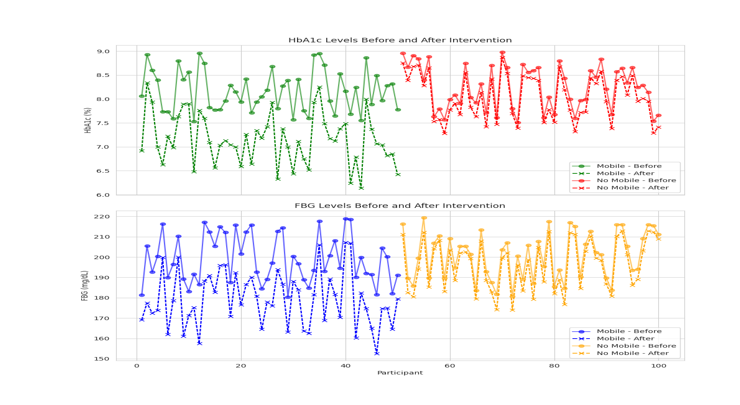 HbA1c Levels Before and After Intervention
HbA1c (%)
9.0
8.5
8.0
7.5
7.0
6.5
6.0
Mobile - Before
Mobile - After
No Mobile - Before
No Mobile - After
FBG Levels Before and After Intervention
FBG (mg/dL)
220
210
200
190
180
170
160
150
Mobile - Before
Mobile - After
No Mobile - Before
No Mobile - After
0 20 40 60 80 100
Participant